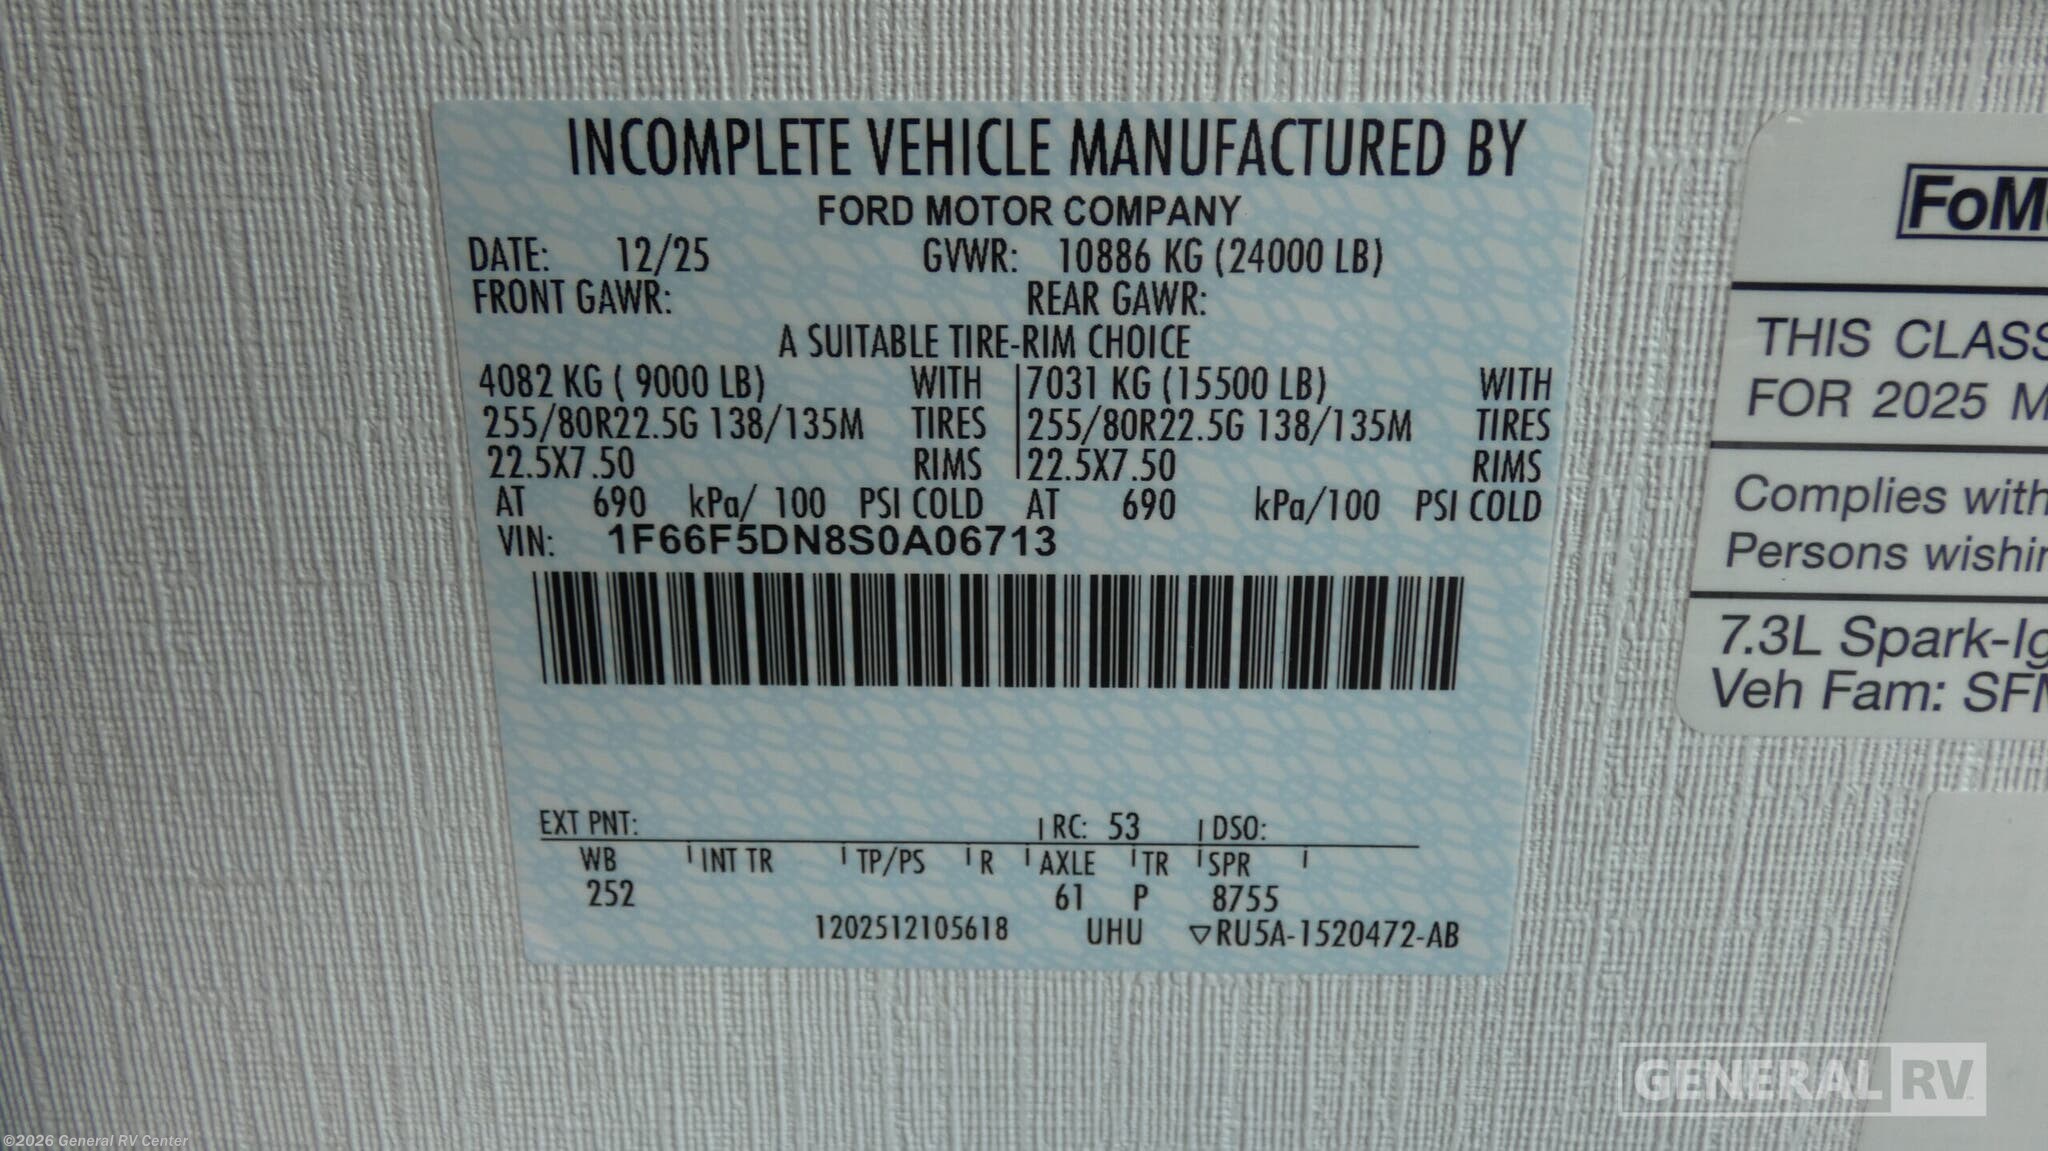 INCOMPLETE VEHICLE MANUFACTURED BY
FORD MOTOR COMPANY
DATE: 12/25 GVWR: 10886 KG (24000 LB)
FRONT GAWR: REAR GAWR:
A SUITABLE TIRE-RIM CHOICE
4082 KG ( 9000 LB) WITH 7031 KG (15500 LB) WITH
255/80R22.5G 138/135M TIRES 255/80R22.5G 138/135M TIRES
22.5X7.50 RIMS 22.5X7.50 RIMS
AT 690 kPa/ 100 PSI COLD AT 690 kPa/100 PSI COLD
VIN: 1F66F5DN8S0A06713
EXT PNT: RC: 53 DSO:
WB INT TR TP/PS R AXLE TR SPR
252 61 P 8755
1202512105618 UHU ▽RU5A-1520472-AB
FoM
THIS CLASS
FOR 2025 M
Complies with
Persons wishin
7.3L Spark-Ig
Veh Fam: SFM
GENERAL RV
©2026 General RV Center